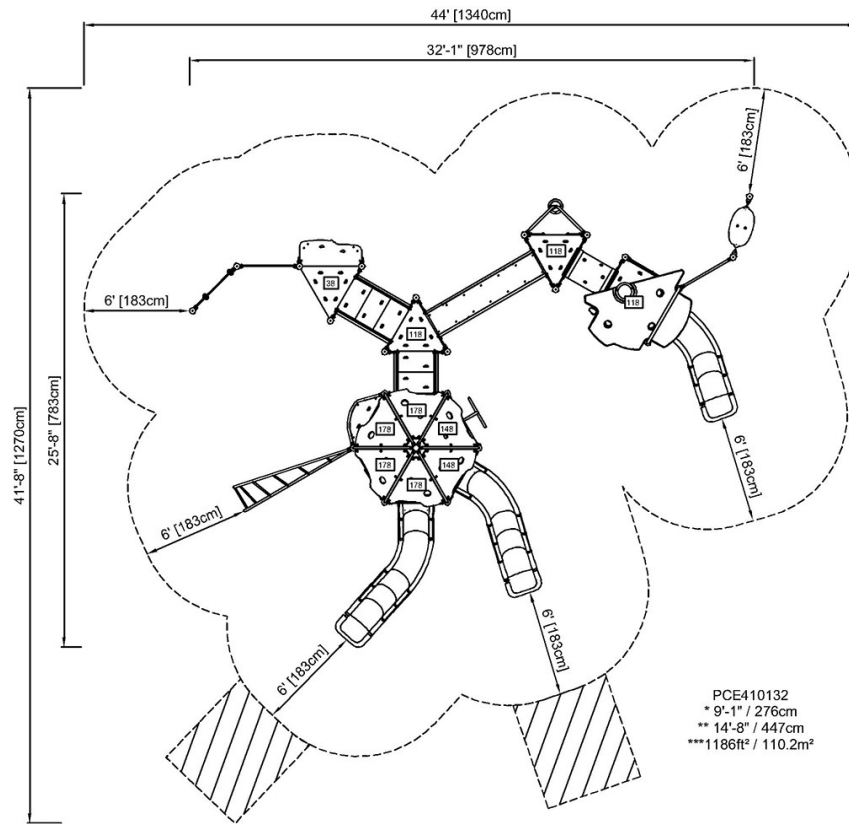 44' [1340cm]
32'-1" [978cm]
6' [183cm]
118
118
38
6' [183cm]
118
41'-8" [1270cm]
25'-8" [783cm]
178
178
148
178
148
178
6' [183cm]
6' [183cm]
6' [183cm]
6' [183cm]
PCE410132
* 9'-1" / 276cm
** 14'-8" / 447cm
***1186ft² / 110.2m²